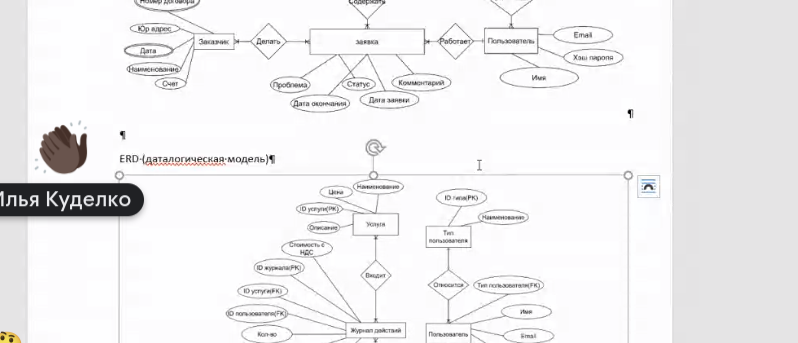 Номер договора
Содержать
Юр адрес
Email
Заказчик
Делать
заявка
Работает
Пользователь
Дата
Хэш пароля
Наименование
Имя
Счет
Проблема
Статус
Комментарий
Дата окончания
Дата заявки
¶
¶
ERD·(даталогическая·модель)¶
Илья Куделко
Цена
Наименование
ID типа(PK)
ID услуги(PK)
Наименование
Описание
Услуга
Тип
пользователя
Стоимость с
НДС
ID журнала(PK)
Входит
Относится
Тип пользователя(FK)
ID услуги(FK)
ID пользователя(FK)
Имя
Кол-во
Журнал действий
Пользователь
Email